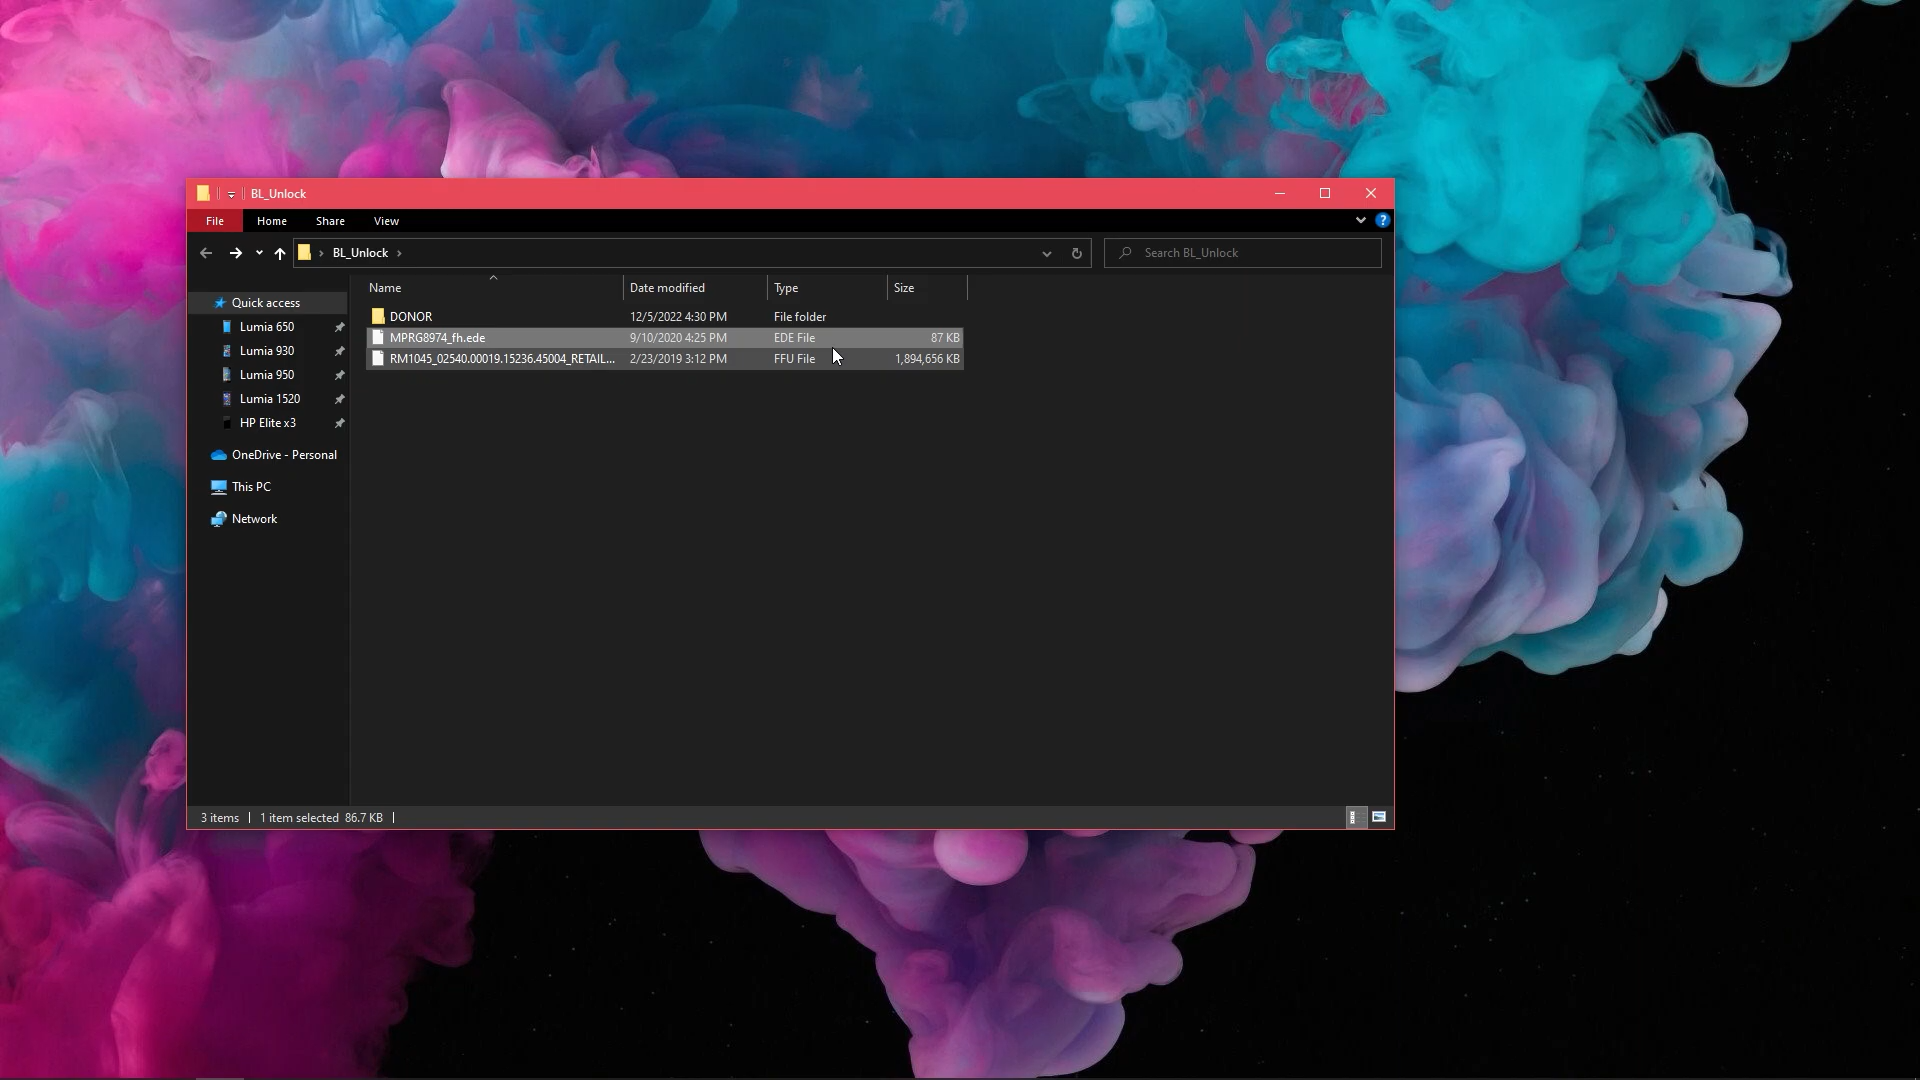 BL_Unlock
File Home Share View
BL_Unlock
Search BL_Unlock
Name Date modified Type Size
DONOR 12/5/2022 4:30 PM File folder
MPRG8974_fh.ede 9/10/2020 4:25 PM EDE File 87 KB
RM1045_02540.00019.15236.45004_RETAIL... 2/23/2019 3:12 PM FFU File 1,894,656 KB
Quick access
Lumia 650
Lumia 930
Lumia 950
Lumia 1520
HP Elite x3
OneDrive - Personal
This PC
Network
3 items 1 item selected 86.7 KB